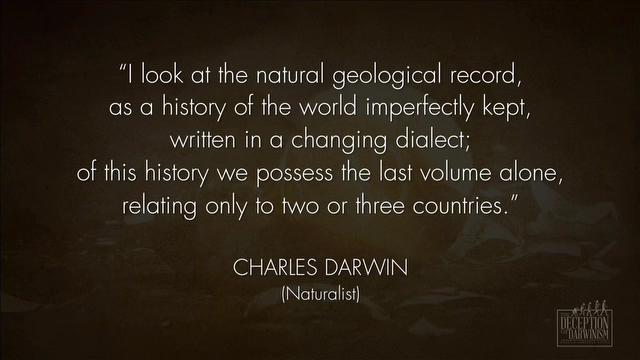 “I look at the natural geological record,
as a history of the world imperfectly kept,
written in a changing dialect;
of this history we possess the last volume alone,
relating only to two or three countries.”
CHARLES DARWIN
(Naturalist)
DECEPTION
DARWINISM